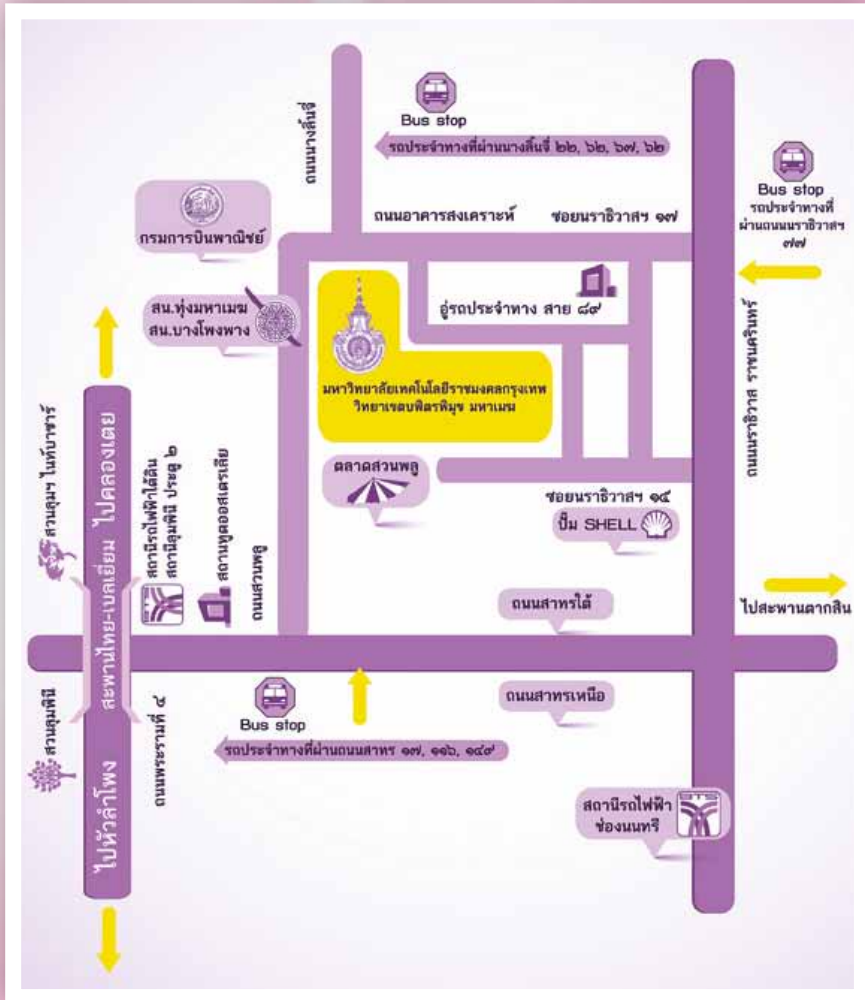 ถนนนางลิ้นจี่
Bus stop
รถประจำทางที่ผ่านนางลิ้นจี่ ๒๒, ๖๒, ๖๗, ๖๒
Bus stop
รถประจำทางที่
ผ่านถนนนราธิวาสฯ
๗๗
กรมการบินพาณิชย์
ถนนอาคารสงเคราะห์
ซอยนราธิวาสฯ ๑๗
สน.ทุ่งมหาเมฆ
สน.บางโพงพาง
อู่รถประจำทาง สาย ๘๙
มหาวิทยาลัยเทคโนโลยีราชมงคลกรุงเทพ
วิทยาเขตบพิตรพิมุข มหาเมฆ
ถนนนราธิวาส ราชนครินทร์
ตลาดสวนพลู
ซอยนราธิวาสฯ ๑๔
ปั๊ม SHELL
สวนลุมฯ ไนท์บาซาร์
ไปคลองเตย
สะพานไทย-เบลเยี่ยม
สถานีรถไฟฟ้าใต้ดิน
สถานีลุมพินี ประตู ๒
สถานทูตออสเตรเลีย
ถนนสวนพลู
ถนนสาทรใต้
ไปสะพานตากสิน
สวนลุมพินี
ไปหัวลำโพง
ถนนพระรามที่ ๔
Bus stop
รถประจำทางที่ผ่านถนนสาทร ๑๗, ๑๑๖, ๑๔๙
ถนนสาทรเหนือ
สถานีรถไฟฟ้า
ช่องนนทรี